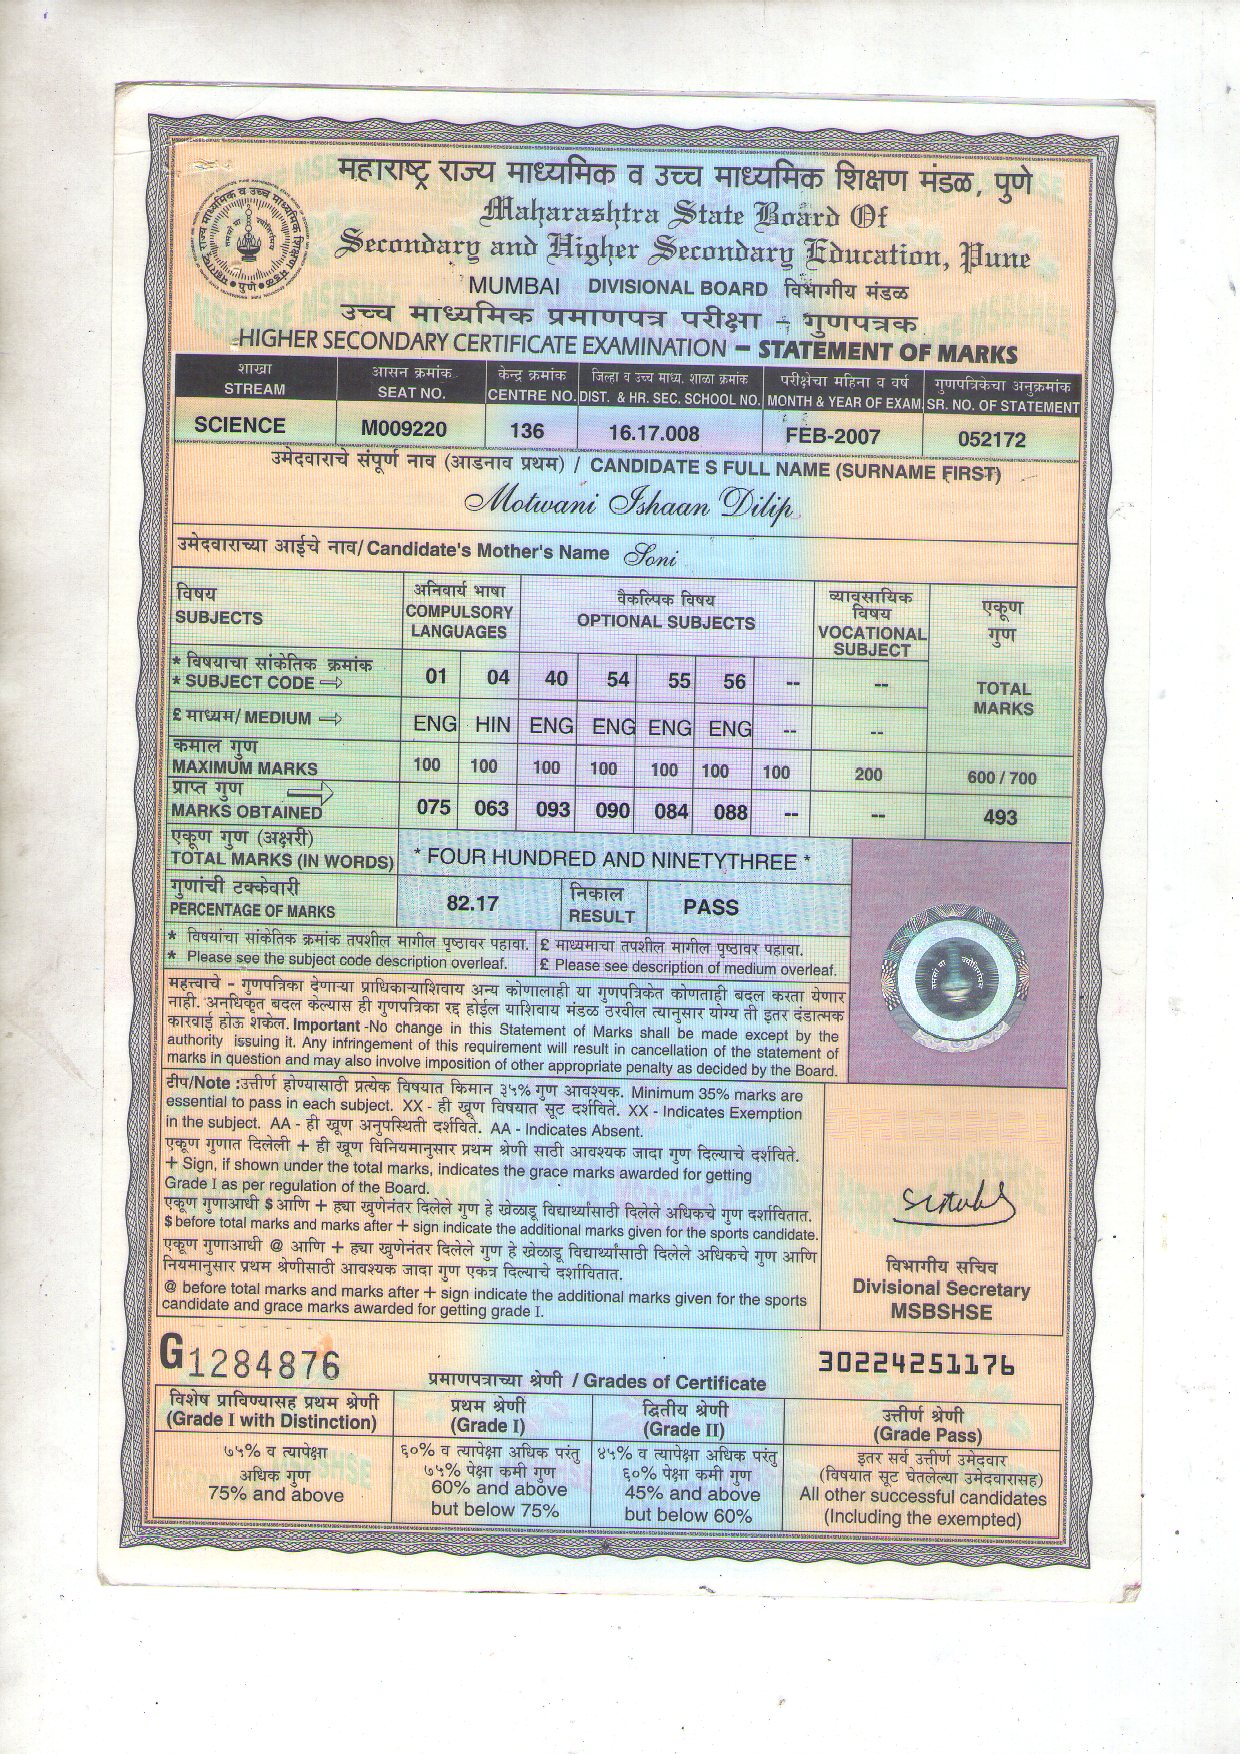 महाराष्ट्र राज्य माध्यमिक व उच्च माध्यमिक शिक्षण मंडळ, पुणे
Maharashtra State Board Of
Secondary and Higher Secondary Education, Pune
MUMBAI DIVISIONAL BOARD विभागीय मंडळ
उच्च माध्यमिक प्रमाणपत्र परीक्षा – गुणपत्रक
HIGHER SECONDARY CERTIFICATE EXAMINATION – STATEMENT OF MARKS
शाखा आसन क्रमांक केन्द्र क्रमांक जिल्हा व उच्च माध्य. शाळा क्रमांक परीक्षेचा महिना व वर्ष गुणपत्रिकेचा अनुक्रमांक
STREAM SEAT NO. CENTRE NO. DIST. & HR. SEC. SCHOOL NO. MONTH & YEAR OF EXAM. SR. NO. OF STATEMENT
SCIENCE M009220 136 16.17.008 FEB-2007 052172
उमेदवाराचे संपूर्ण नाव (आडनाव प्रथम) / CANDIDATE S FULL NAME (SURNAME FIRST)
Motwani Ishaan Dilip
उमेदवाराच्या आईचे नाव/ Candidate's Mother's Name Soni
विषय
SUBJECTS
अनिवार्य भाषा
COMPULSORY
LANGUAGES
वैकल्पिक विषय
OPTIONAL SUBJECTS
व्यावसायिक
विषय
VOCATIONAL
SUBJECT
एकूण
गुण
TOTAL
MARKS
* विषयाचा सांकेतिक क्रमांक
* SUBJECT CODE ⇨ 01 04 40 54 55 56 -- --
£ माध्यम/ MEDIUM ⇨ ENG HIN ENG ENG ENG ENG -- --
कमाल गुण
MAXIMUM MARKS 100 100 100 100 100 100 100 200 600 / 700
प्राप्त गुण
MARKS OBTAINED 075 063 093 090 084 088 -- -- 493
एकूण गुण (अक्षरी)
TOTAL MARKS (IN WORDS) * FOUR HUNDRED AND NINETYTHREE *
गुणांची टक्केवारी
PERCENTAGE OF MARKS 82.17
निकाल
RESULT PASS
* विषयांचा सांकेतिक क्रमांक तपशील मागील पृष्ठावर पहावा.
* Please see the subject code description overleaf.
£ माध्यमाचा तपशील मागील पृष्ठावर पहावा.
£ Please see description of medium overleaf.
महत्त्वाचे – गुणपत्रिका देणाऱ्या प्राधिकाऱ्याशिवाय अन्य कोणालाही या गुणपत्रिकेत कोणताही बदल करता येणार
नाही. अनधिकृत बदल केल्यास ही गुणपत्रिका रद्द होईल याशिवाय मंडळ ठरवील त्यानुसार योग्य ती इतर दंडात्मक
कारवाई होऊ शकेल. Important -No change in this Statement of Marks shall be made except by the
authority issuing it. Any infringement of this requirement will result in cancellation of the statement of
marks in question and may also involve imposition of other appropriate penalty as decided by the Board.
टीप/Note :उत्तीर्ण होण्यासाठी प्रत्येक विषयात किमान ३५% गुण आवश्यक. Minimum 35% marks are
essential to pass in each subject. XX - ही खूण विषयात सूट दर्शविते. XX - Indicates Exemption
in the subject. AA - ही खूण अनुपस्थिती दर्शविते. AA - Indicates Absent.
एकूण गुणात दिलेली + ही खूण विनियमानुसार प्रथम श्रेणी साठी आवश्यक जादा गुण दिल्याचे दर्शविते.
+ Sign, if shown under the total marks, indicates the grace marks awarded for getting
Grade I as per regulation of the Board.
एकूण गुणाआधी $ आणि + ह्या खुणेनंतर दिलेले गुण हे खेळाडू विद्यार्थ्यांसाठी दिलेले अधिकचे गुण दर्शवितात.
$ before total marks and marks after + sign indicate the additional marks given for the sports candidate.
एकूण गुणाआधी @ आणि + ह्या खुणेनंतर दिलेले गुण हे खेळाडू विद्यार्थ्यांसाठी दिलेले अधिकचे गुण आणि
नियमानुसार प्रथम श्रेणीसाठी आवश्यक जादा गुण एकत्र दिल्याचे दर्शवितात.
@ before total marks and marks after + sign indicate the additional marks given for the sports
candidate and grace marks awarded for getting grade I.
विभागीय सचिव
Divisional Secretary
MSBSHSE
G1284876
30224251176
प्रमाणपत्राच्या श्रेणी / Grades of Certificate
विशेष प्राविण्यासह प्रथम श्रेणी
(Grade I with Distinction)
प्रथम श्रेणी
(Grade I)
द्वितीय श्रेणी
(Grade II)
उत्तीर्ण श्रेणी
(Grade Pass)
७५% व त्यापेक्षा
अधिक गुण
75% and above
६०% व त्यापेक्षा अधिक परंतु
७५% पेक्षा कमी गुण
60% and above
but below 75%
४५% व त्यापेक्षा अधिक परंतु
६०% पेक्षा कमी गुण
45% and above
but below 60%
इतर सर्व उत्तीर्ण उमेदवार
(विषयात सूट घेतलेल्या उमेदवारासह)
All other successful candidates
(Including the exempted)